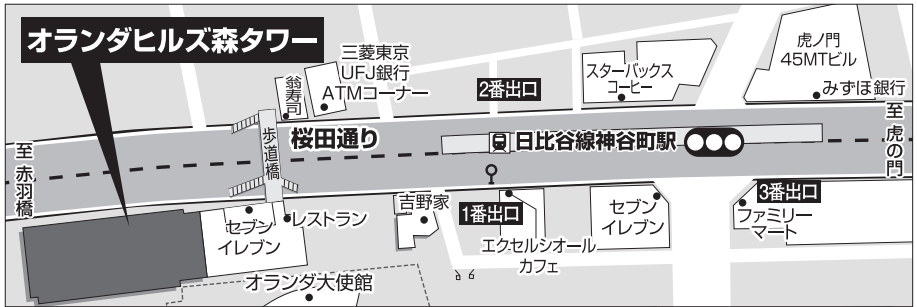 オランダヒルズ森タワー
三菱東京
UFJ銀行
ATMコーナー
翁寿司
2番出口
スターバックス
コーヒー
虎ノ門
45MTビル
みずほ銀行
至 赤羽橋
歩道橋
桜田通り
日比谷線神谷町駅
至 虎の門
セブン
イレブン
レストラン
吉野家
1番出口
エクセルシオール
カフェ
セブン
イレブン
3番出口
ファミリー
マート
オランダ大使館